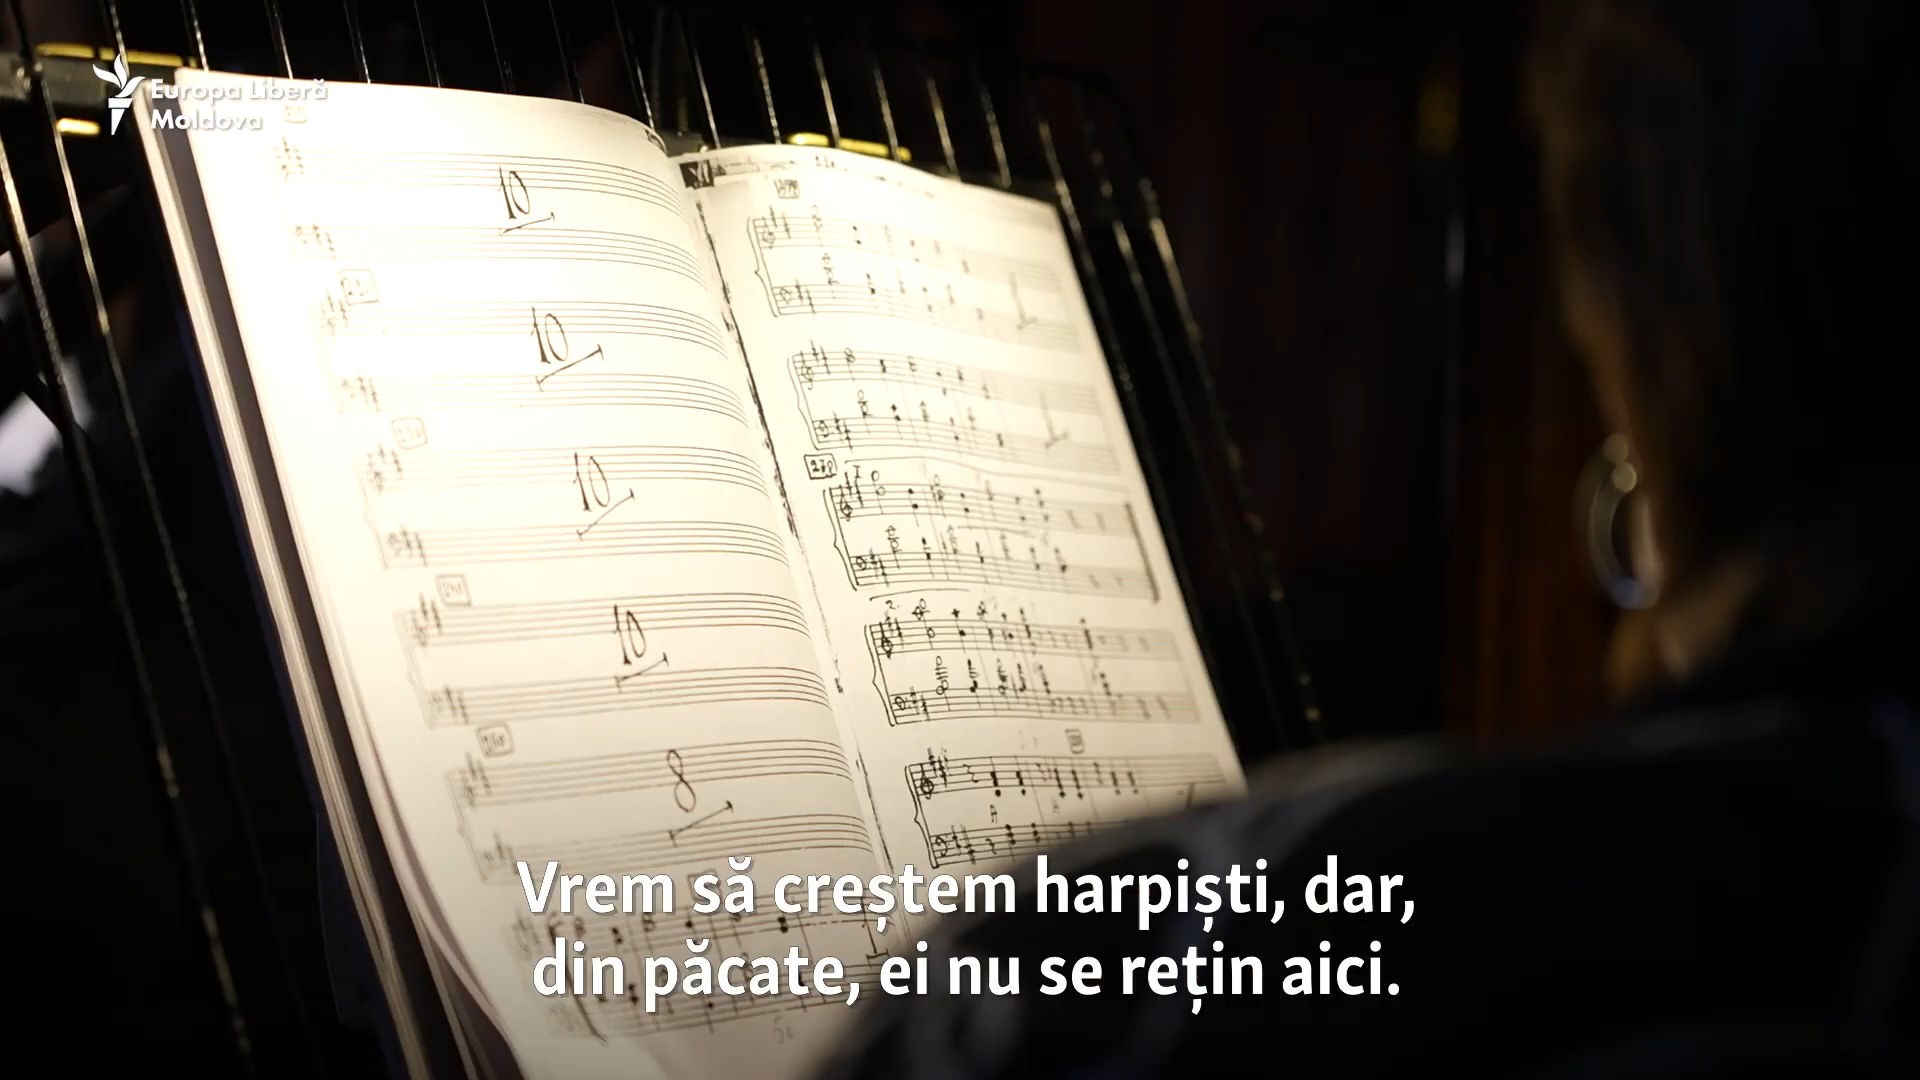 Europa Liberă
Moldova
10
10
10
10
8
270
Vrem să creștem harpiști, dar,
din păcate, ei nu se rețin aici.